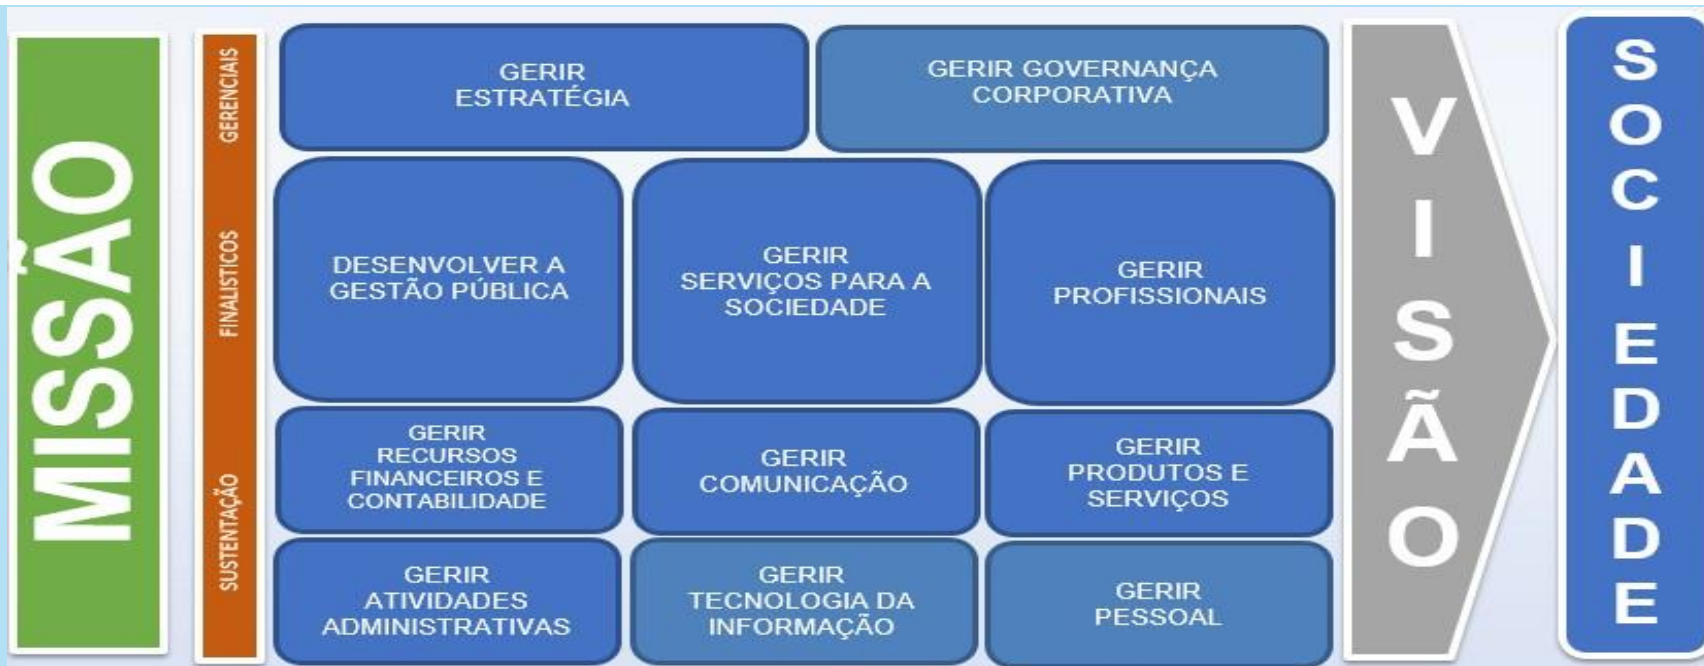 MISSÃO
GERENCIAIS
GERIR
ESTRATÉGIA
GERIR GOVERNANÇA
CORPORATIVA
FINALISTICOS
DESENVOLVER A
GESTÃO PÚBLICA
GERIR
SERVIÇOS PARA A
SOCIEDADE
GERIR
PROFISSIONAIS
SUSTENTAÇÃO
GERIR
RECURSOS
FINANCEIROS E
CONTABILIDADE
GERIR
COMUNICAÇÃO
GERIR
PRODUTOS E
SERVIÇOS
GERIR
ATIVIDADES
ADMINISTRATIVAS
GERIR
TECNOLOGIA DA
INFORMAÇÃO
GERIR
PESSOAL
VISÃO
SOCIEDADE